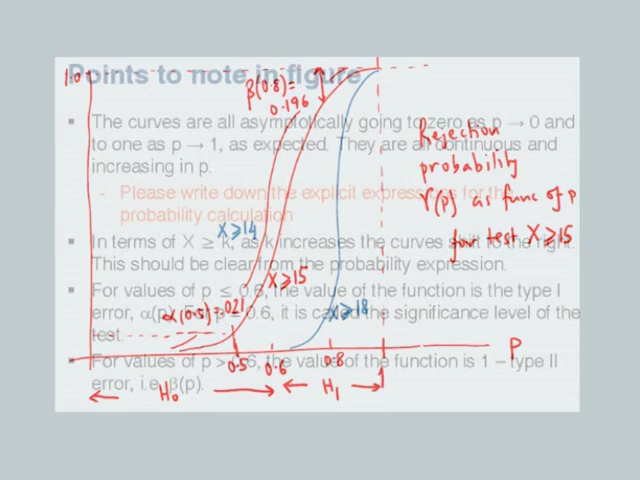 Points to note in figure
The curves are all asymptotically going to zero as p → 0 and
to one as p → 1, as expected. They are all continuous and
increasing in p.
- Please write down the explicit expressions for the
probability calculation
In terms of X ≥ k, as k increases the curves shift to the right.
This should be clear from the probability expression.
For values of p ≤ 0.6, the value of the function is the type I
error, α(p). For p = 0.6, it is called the significance level of the
test.
For values of p > 0.6, the value of the function is 1 – type II
error, i.e. β(p).
1.0
β(0.8)=
0.196
Rejection
probability
γ(p) as func of p
for test X ≥ 15
X ≥ 14
X ≥ 15
X ≥ 18
α(0.5)=.021
0.5
0.6
0.8
1
P
H₀
H₁